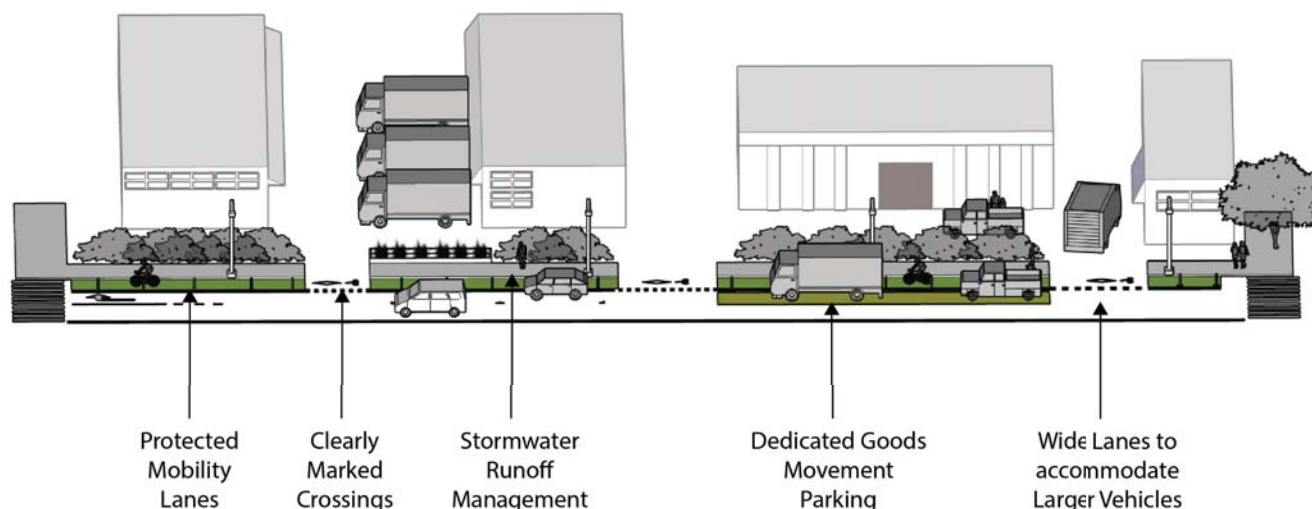 Protected
Mobility
Lanes
Clearly
Marked
Crossings
Stormwater
Runoff
Management
Dedicated Goods
Movement
Parking
Wide Lanes to
accommodate
Larger Vehicles